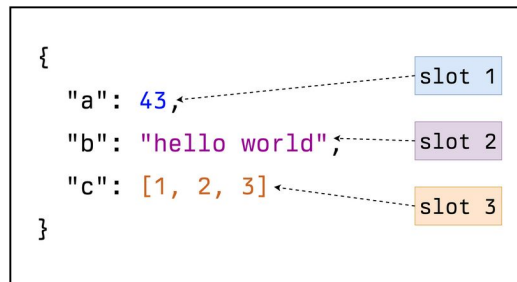 {
"a": 43,
slot 1
"b": "hello world",
slot 2
"c": [1, 2, 3]
slot 3
}